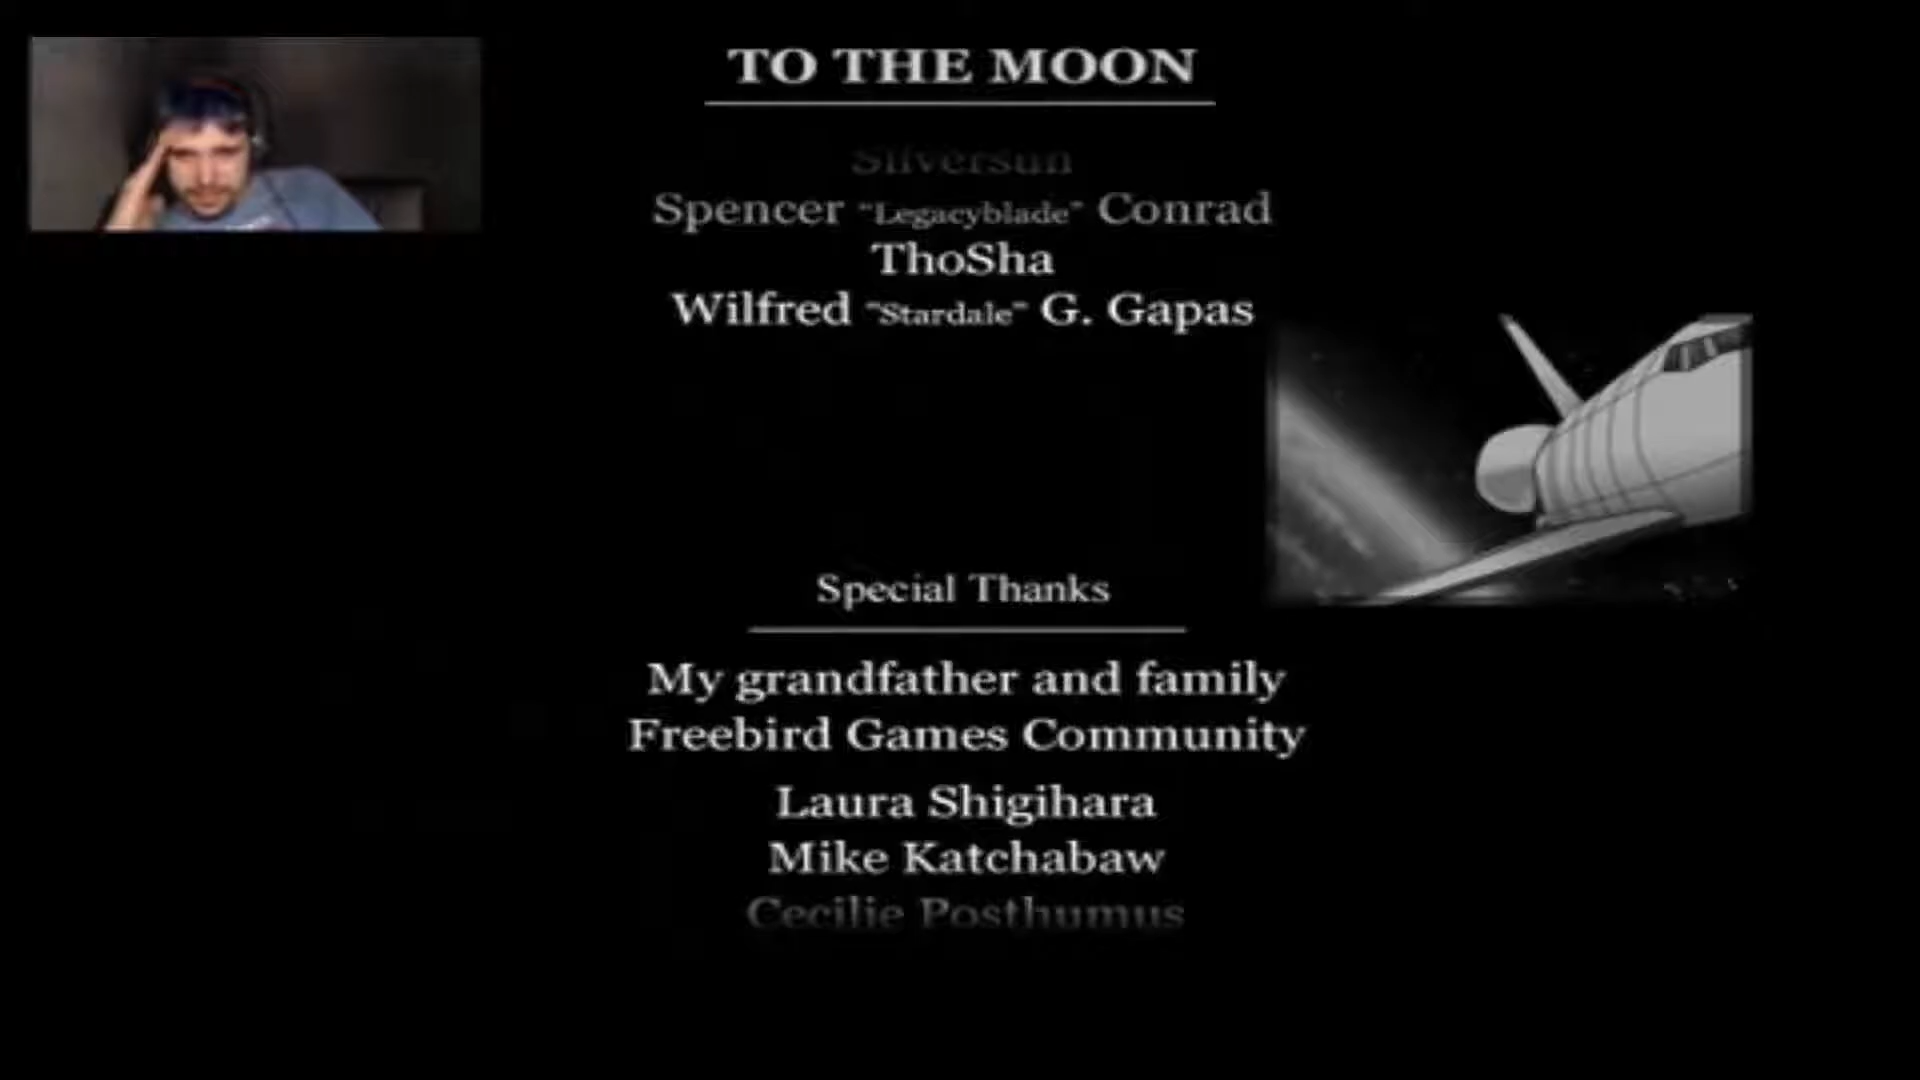 TO THE MOON
Silversun
Spencer "Legacyblade" Conrad
ThoSha
Wilfred "Stardale" G. Gapas
Special Thanks
My grandfather and family
Freebird Games Community
Laura Shigihara
Mike Katchabaw
Cecilie Posthumus